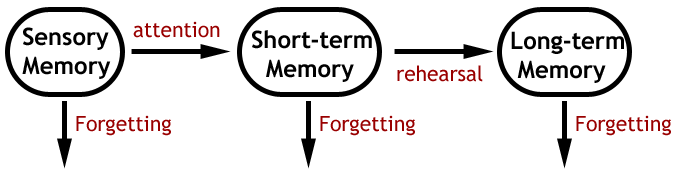 Sensory
Memory
attention
Short-term
Memory
rehearsal
Long-term
Memory
Forgetting
Forgetting
Forgetting